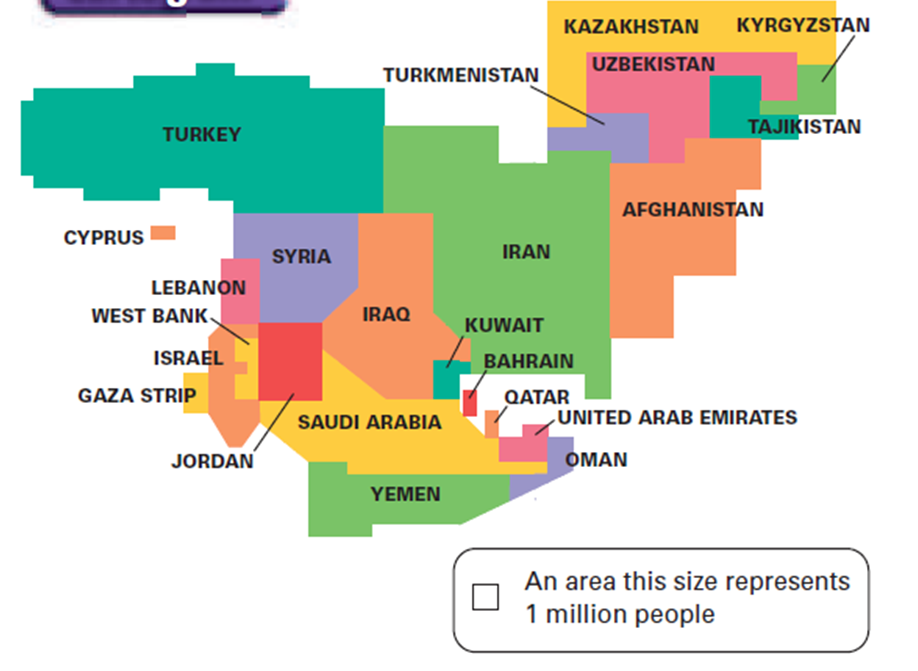 KAZAKHSTAN
KYRGYZSTAN
UZBEKISTAN
TURKMENISTAN
TAJIKISTAN
TURKEY
AFGHANISTAN
CYPRUS
SYRIA
IRAN
LEBANON
WEST BANK
IRAQ
KUWAIT
ISRAEL
BAHRAIN
GAZA STRIP
QATAR
SAUDI ARABIA
UNITED ARAB EMIRATES
JORDAN
OMAN
YEMEN
An area this size represents
1 million people